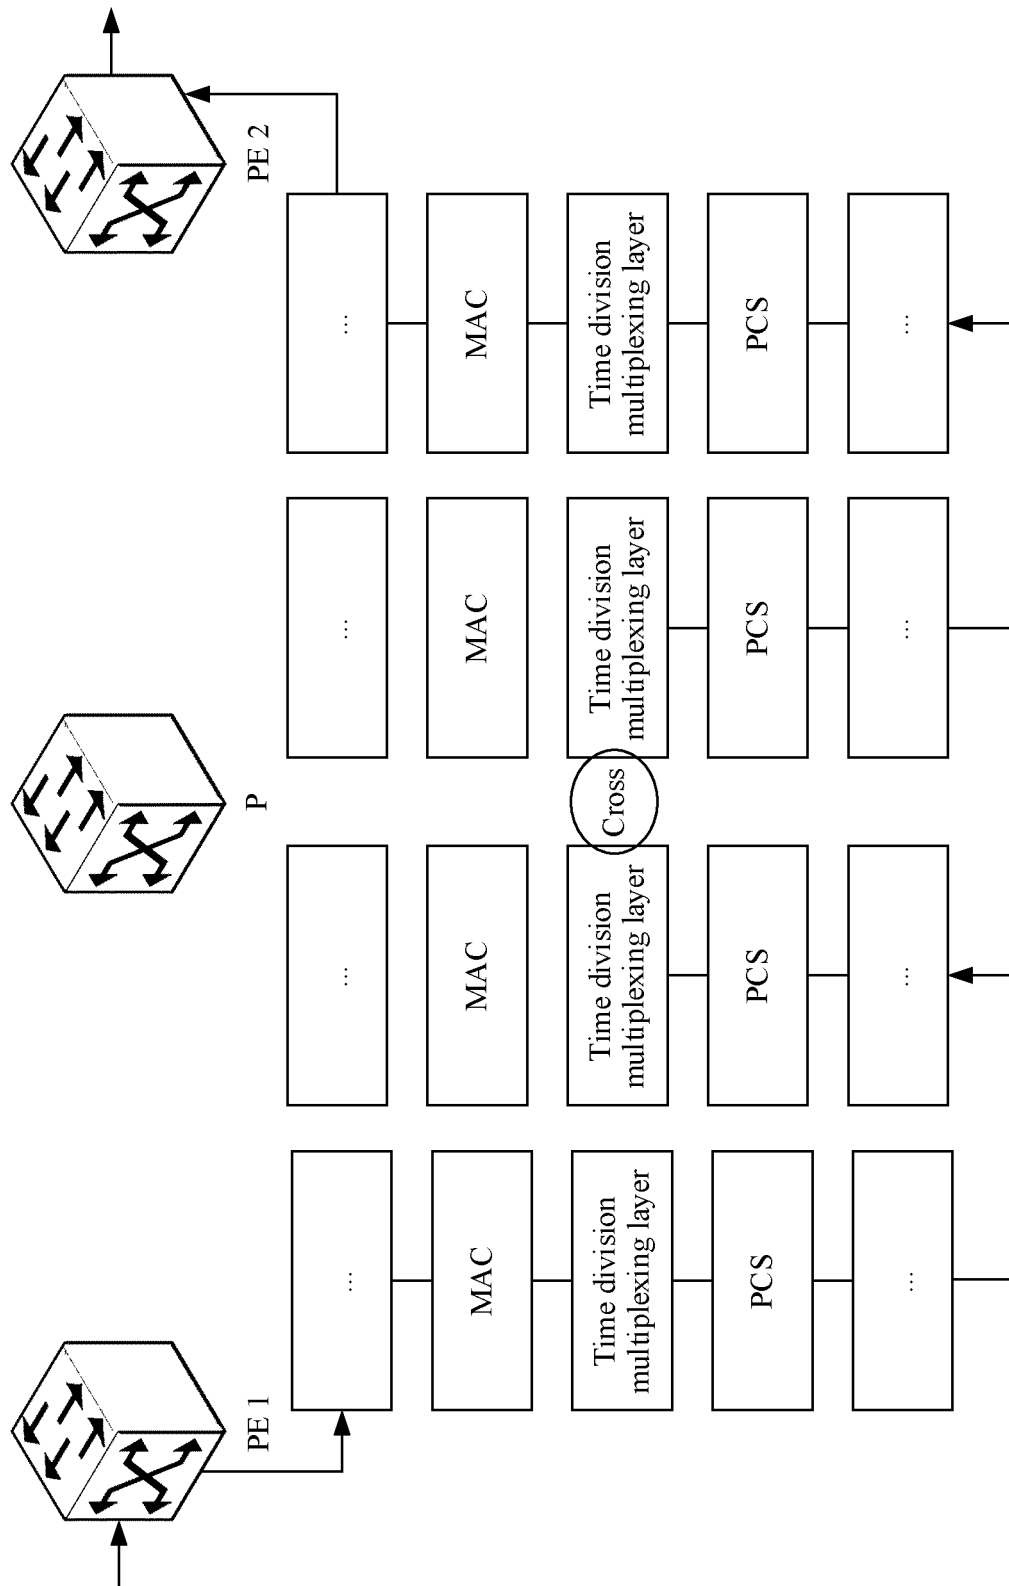 PE 1
P
PE 2
...
...
...
...
MAC
MAC
MAC
MAC
Time division
multiplexing layer
Time division
multiplexing layer
Cross
Time division
multiplexing layer
Time division
multiplexing layer
PCS
PCS
PCS
PCS
...
...
...
...